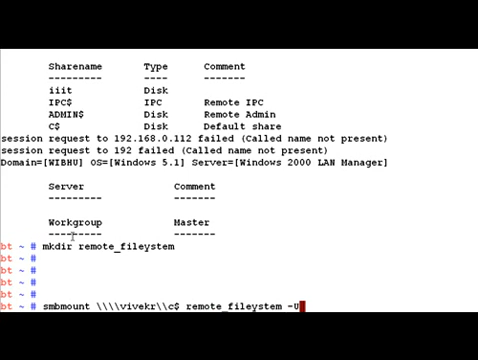 Sharename Type Comment
--------- ---- -------
iiit Disk
IPC$ IPC Remote IPC
ADMIN$ Disk Remote Admin
C$ Disk Default share
session request to 192.168.0.112 failed (Called name not present)
session request to 192 failed (Called name not present)
Domain=[WIBHU] OS=[Windows 5.1] Server=[Windows 2000 LAN Manager]
Server Comment
--------- -------
Workgroup Master
--------- -------
bt ~ # mkdir remote_fileystem
bt ~ #
bt ~ #
bt ~ #
bt ~ #
bt ~ # smbmount \\\\vivekr\\c$ remote_fileystem -U